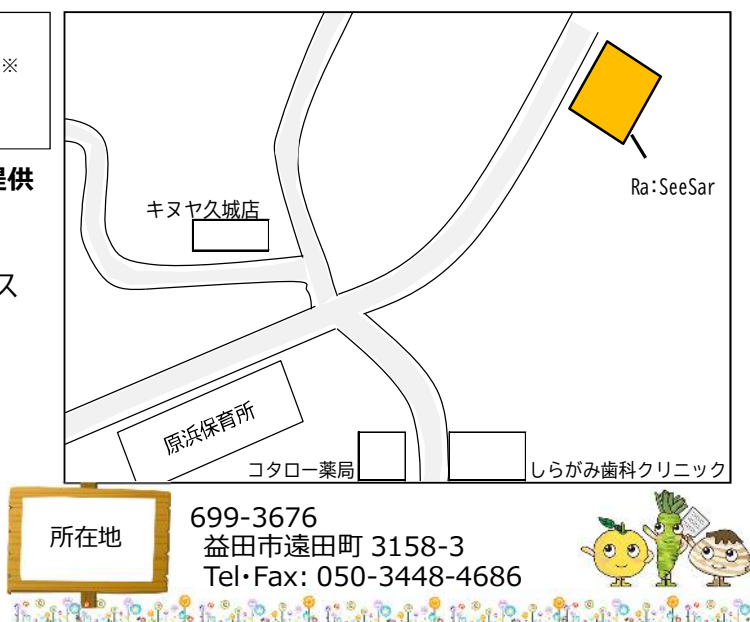 ※
提供
ス
キヌヤ久城店
Ra:SeeSar
原浜保育所
コタロー薬局
しらがみ歯科クリニック
所在地
699-3676
益田市遠田町 3158-3
Tel･Fax: 050-3448-4686